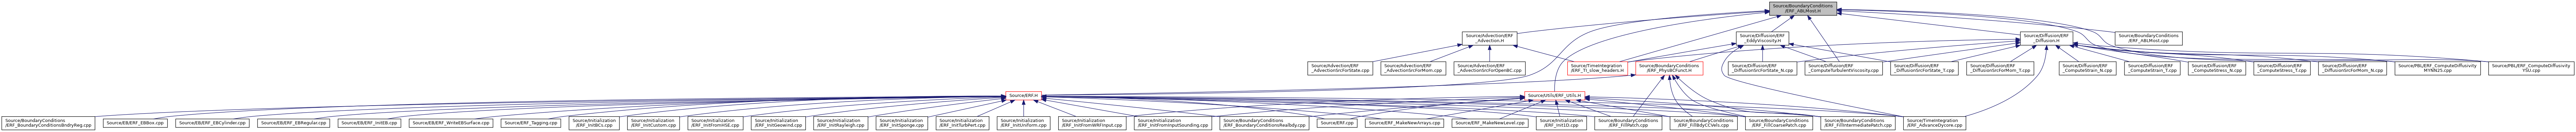 Source/BoundaryConditions
/ERF_ABLMost.H
Source/Advection/ERF
_Advection.H
Source/Diffusion/ERF
_EddyViscosity.H
Source/Diffusion/ERF
_Diffusion.H
Source/BoundaryConditions
/ERF_ABLMost.cpp
Source/Advection/ERF
_AdvectionSrcForState.cpp
Source/Advection/ERF
_AdvectionSrcForMom.cpp
Source/Advection/ERF
_AdvectionSrcForOpenBC.cpp
Source/TimeIntegration
/ERF_TI_slow_headers.H
Source/BoundaryConditions
/ERF_PhysBCFunct.H
Source/Diffusion/ERF
_DiffusionSrcForState_N.cpp
Source/Diffusion/ERF
_ComputeTurbulentViscosity.cpp
Source/Diffusion/ERF
_DiffusionSrcForState_T.cpp
Source/Diffusion/ERF
_DiffusionSrcForMom_T.cpp
Source/Diffusion/ERF
_ComputeStrain_N.cpp
Source/Diffusion/ERF
_ComputeStrain_T.cpp
Source/Diffusion/ERF
_ComputeStress_N.cpp
Source/Diffusion/ERF
_ComputeStress_T.cpp
Source/Diffusion/ERF
_DiffusionSrcForMom_N.cpp
Source/PBL/ERF_ComputeDiffusivity
MYNN25.cpp
Source/PBL/ERF_ComputeDiffusivity
YSU.cpp
Source/ERF.H
Source/Utils/ERF_Utils.H
Source/BoundaryConditions
/ERF_BoundaryConditionsBndryReg.cpp
Source/EB/ERF_EBBox.cpp
Source/EB/ERF_EBCylinder.cpp
Source/EB/ERF_EBRegular.cpp
Source/EB/ERF_InitEB.cpp
Source/EB/ERF_WriteEBSurface.cpp
Source/ERF_Tagging.cpp
Source/Initialization
/ERF_InitBCs.cpp
Source/Initialization
/ERF_InitCustom.cpp
Source/Initialization
/ERF_InitFromHSE.cpp
Source/Initialization
/ERF_InitGeowind.cpp
Source/Initialization
/ERF_InitRayleigh.cpp
Source/Initialization
/ERF_InitSponge.cpp
Source/Initialization
/ERF_InitTurbPert.cpp
Source/Initialization
/ERF_InitUniform.cpp
Source/Initialization
/ERF_InitFromWRFInput.cpp
Source/Initialization
/ERF_InitFromInputSounding.cpp
Source/BoundaryConditions
/ERF_BoundaryConditionsRealbdy.cpp
Source/ERF.cpp
Source/ERF_MakeNewArrays.cpp
Source/ERF_MakeNewLevel.cpp
Source/Initialization
/ERF_Init1D.cpp
Source/BoundaryConditions
/ERF_FillPatch.cpp
Source/BoundaryConditions
/ERF_FillBdyCCVels.cpp
Source/BoundaryConditions
/ERF_FillCoarsePatch.cpp
Source/BoundaryConditions
/ERF_FillIntermediatePatch.cpp
Source/TimeIntegration
/ERF_AdvanceDycore.cpp